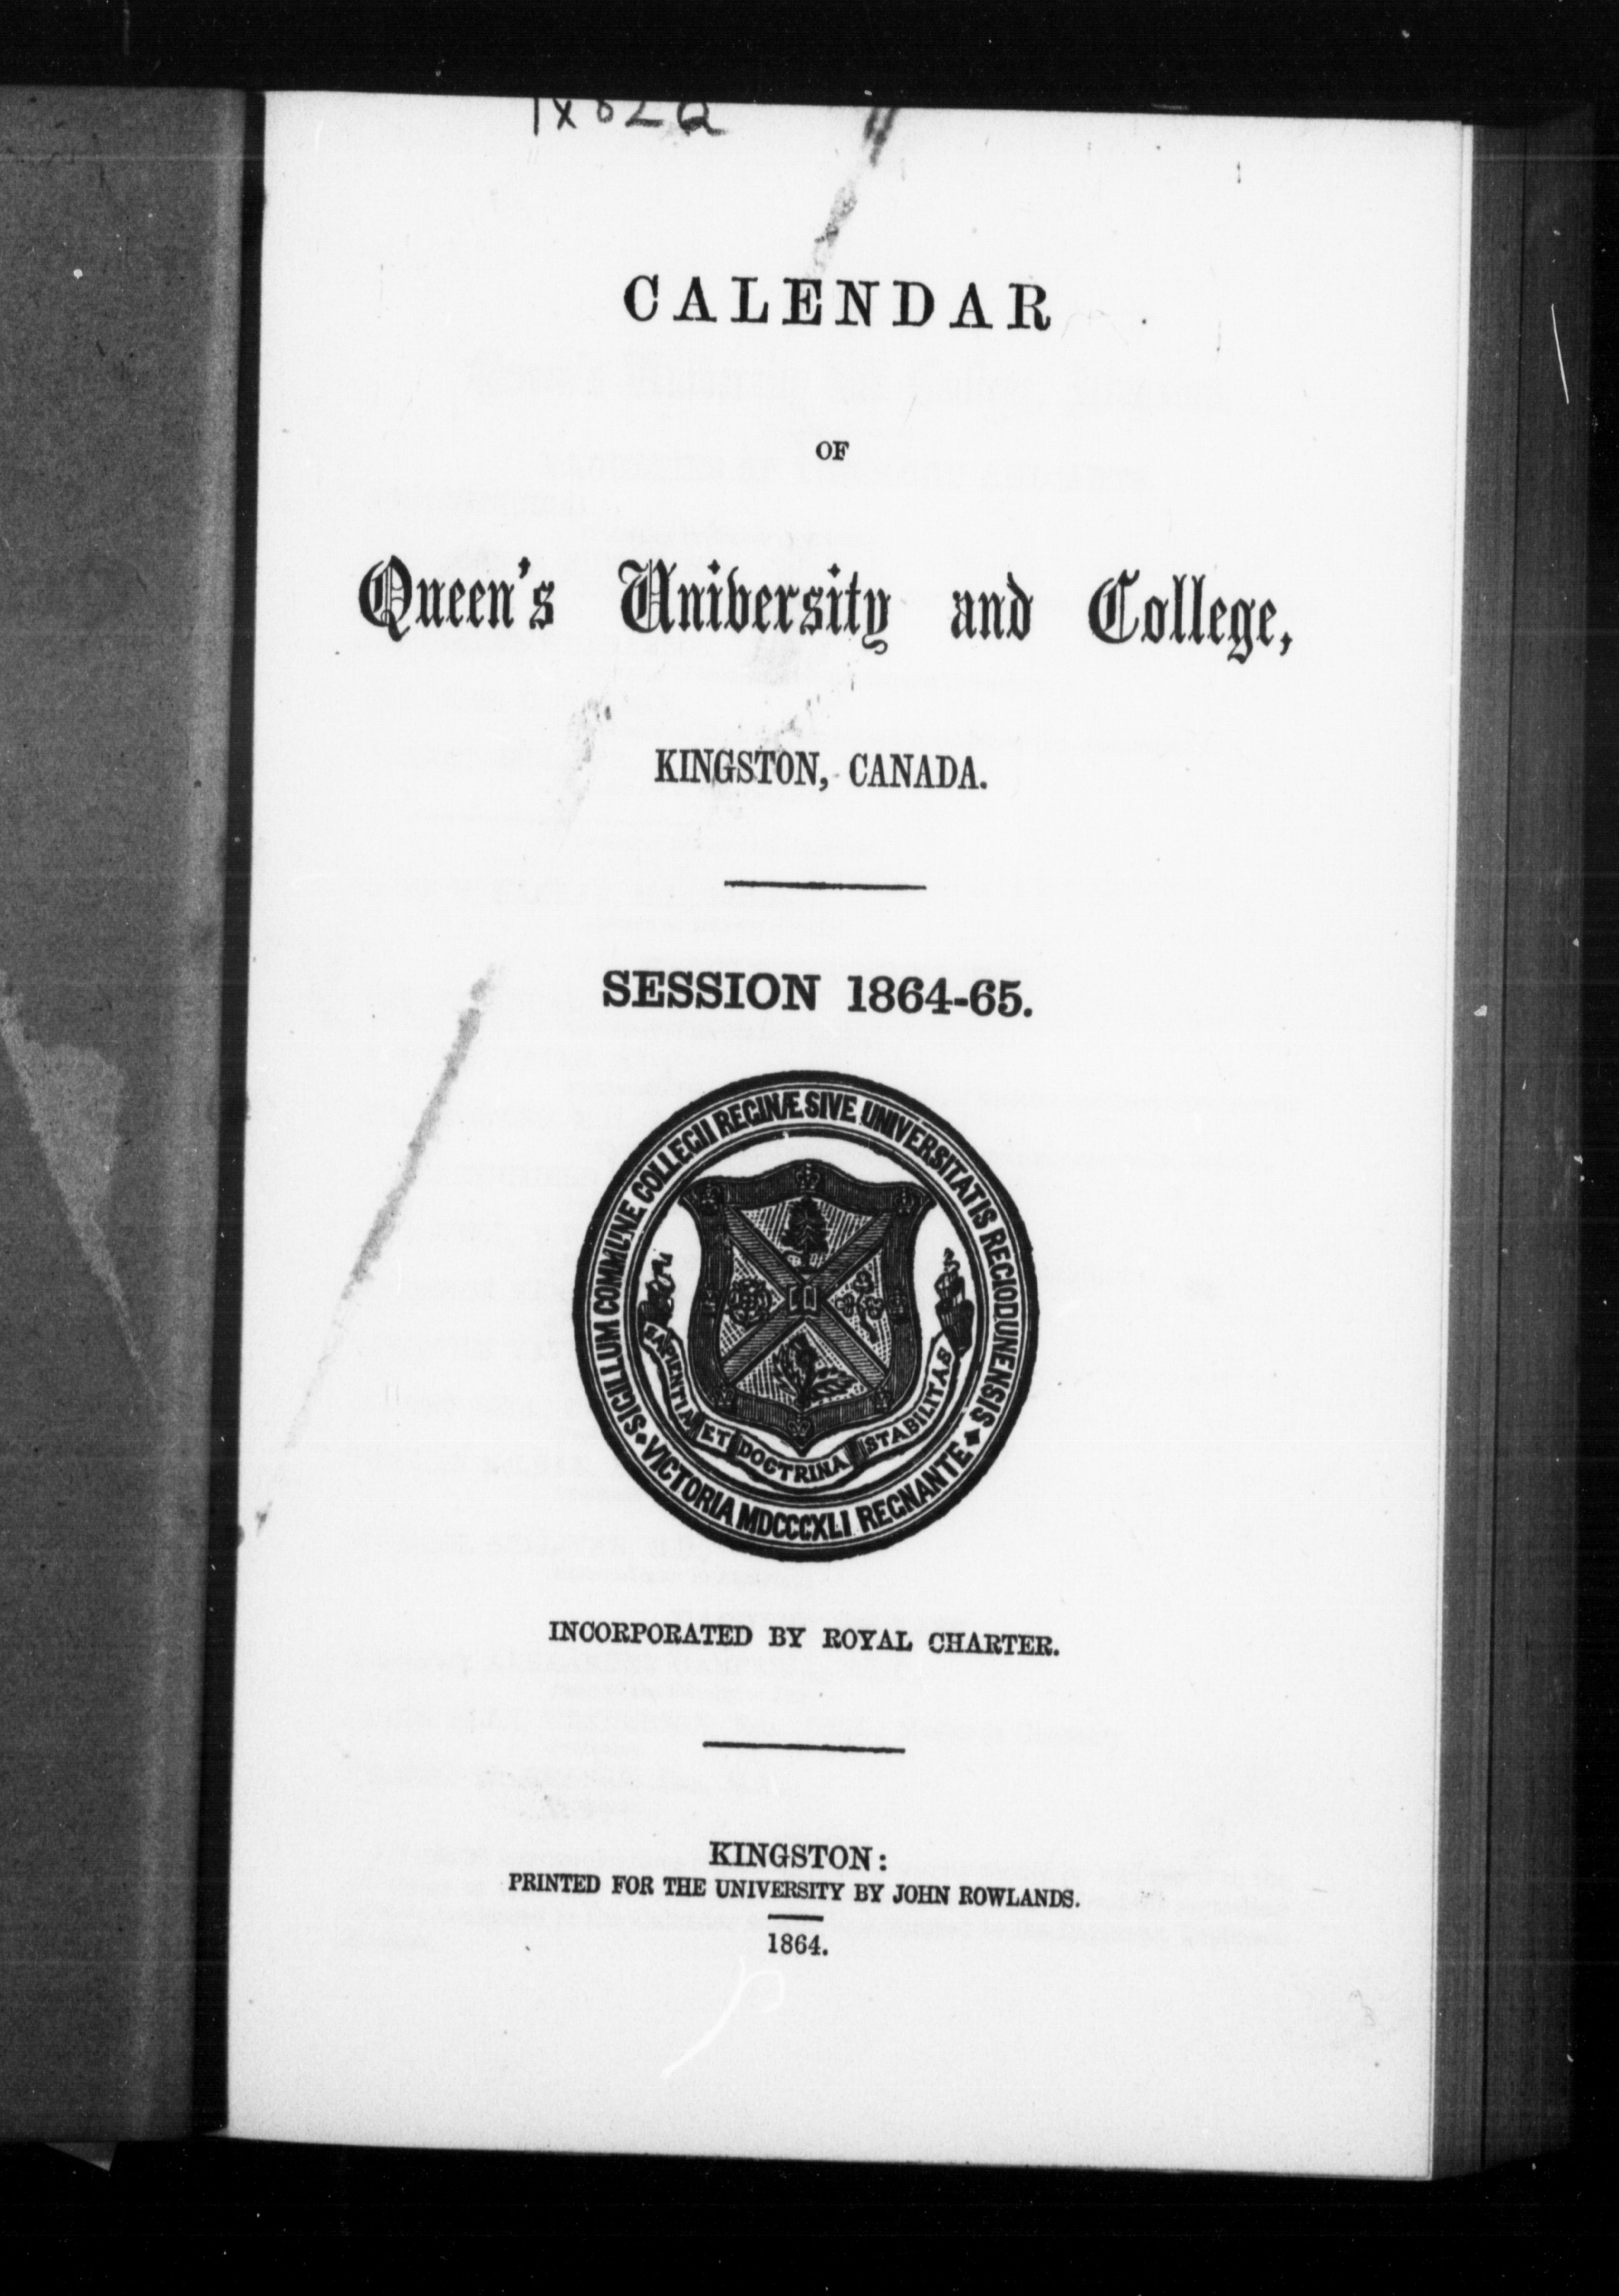 CALENDAR
OF
Queen's University and College,
KINGSTON, CANADA.
SESSION 1864-65.
SIGILLUM COMMUNE COLLEGII REGINÆ SIVE UNIVERSITATIS REGIODUNENSIS
VICTORIA MDCCCXLI REGNANTE
SAPIENTIA ET DOCTRINA STABILITAS
INCORPORATED BY ROYAL CHARTER.
KINGSTON:
PRINTED FOR THE UNIVERSITY BY JOHN ROWLANDS.
1864.